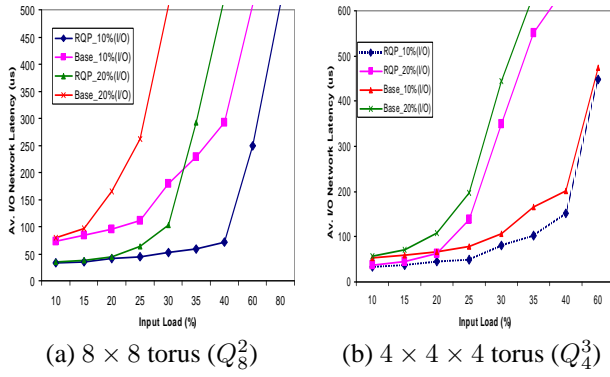 Av. I/O Network Latency (us)
500
450
400
350
300
250
200
150
100
50
0
RQP_10%(I/O)
Base_10%(I/O)
RQP_20%(I/O)
Base_20%(I/O)
10 15 20 25 30 35 40 60 80
Input Load (%)
(a) 8 × 8 torus (Q₈²)
Av. I/O Network Latency (us)
600
500
400
300
200
100
0
RQP_10%(I/O)
RQP_20%(I/O)
Base_10%(I/O)
Base_20%(I/O)
10 15 20 25 30 35 40 60
Input Load (%)
(b) 4 × 4 × 4 torus (Q₄³)